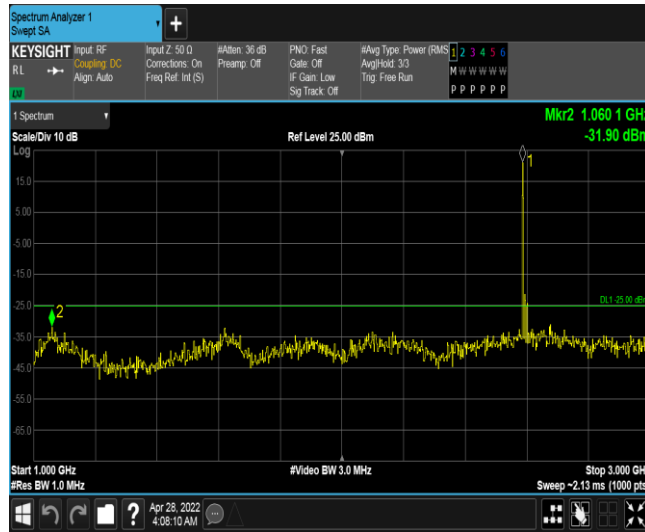 Spectrum Analyzer 1
Swept SA
+
KEYSIGHT
RL
Input: RF
Coupling: DC
Align: Auto
Input Z: 50 Ω
Corrections: On
Freq Ref: Int (S)
#Atten: 36 dB
Preamp: Off
PNO: Fast
Gate: Off
IF Gain: Low
Sig Track: Off
#Avg Type: Power (RMS
Avg|Hold: 3/3
Trig: Free Run
1 2 3 4 5 6
M W W W W W
P P P P P P
1 Spectrum
Mkr2 1.060 1 GHz
Scale/Div 10 dB
Ref Level 25.00 dBm
-31.90 dBm
Log
1
15.0
5.00
-5.00
-15.0
-25.0
DL1 -25.00 dBm
2
-35.0
-45.0
-55.0
-65.0
Start 1.000 GHz
#Video BW 3.0 MHz
Stop 3.000 GHz
#Res BW 1.0 MHz
Sweep ~2.13 ms (1000 pts)
?
Apr 28, 2022
4:08:10 AM